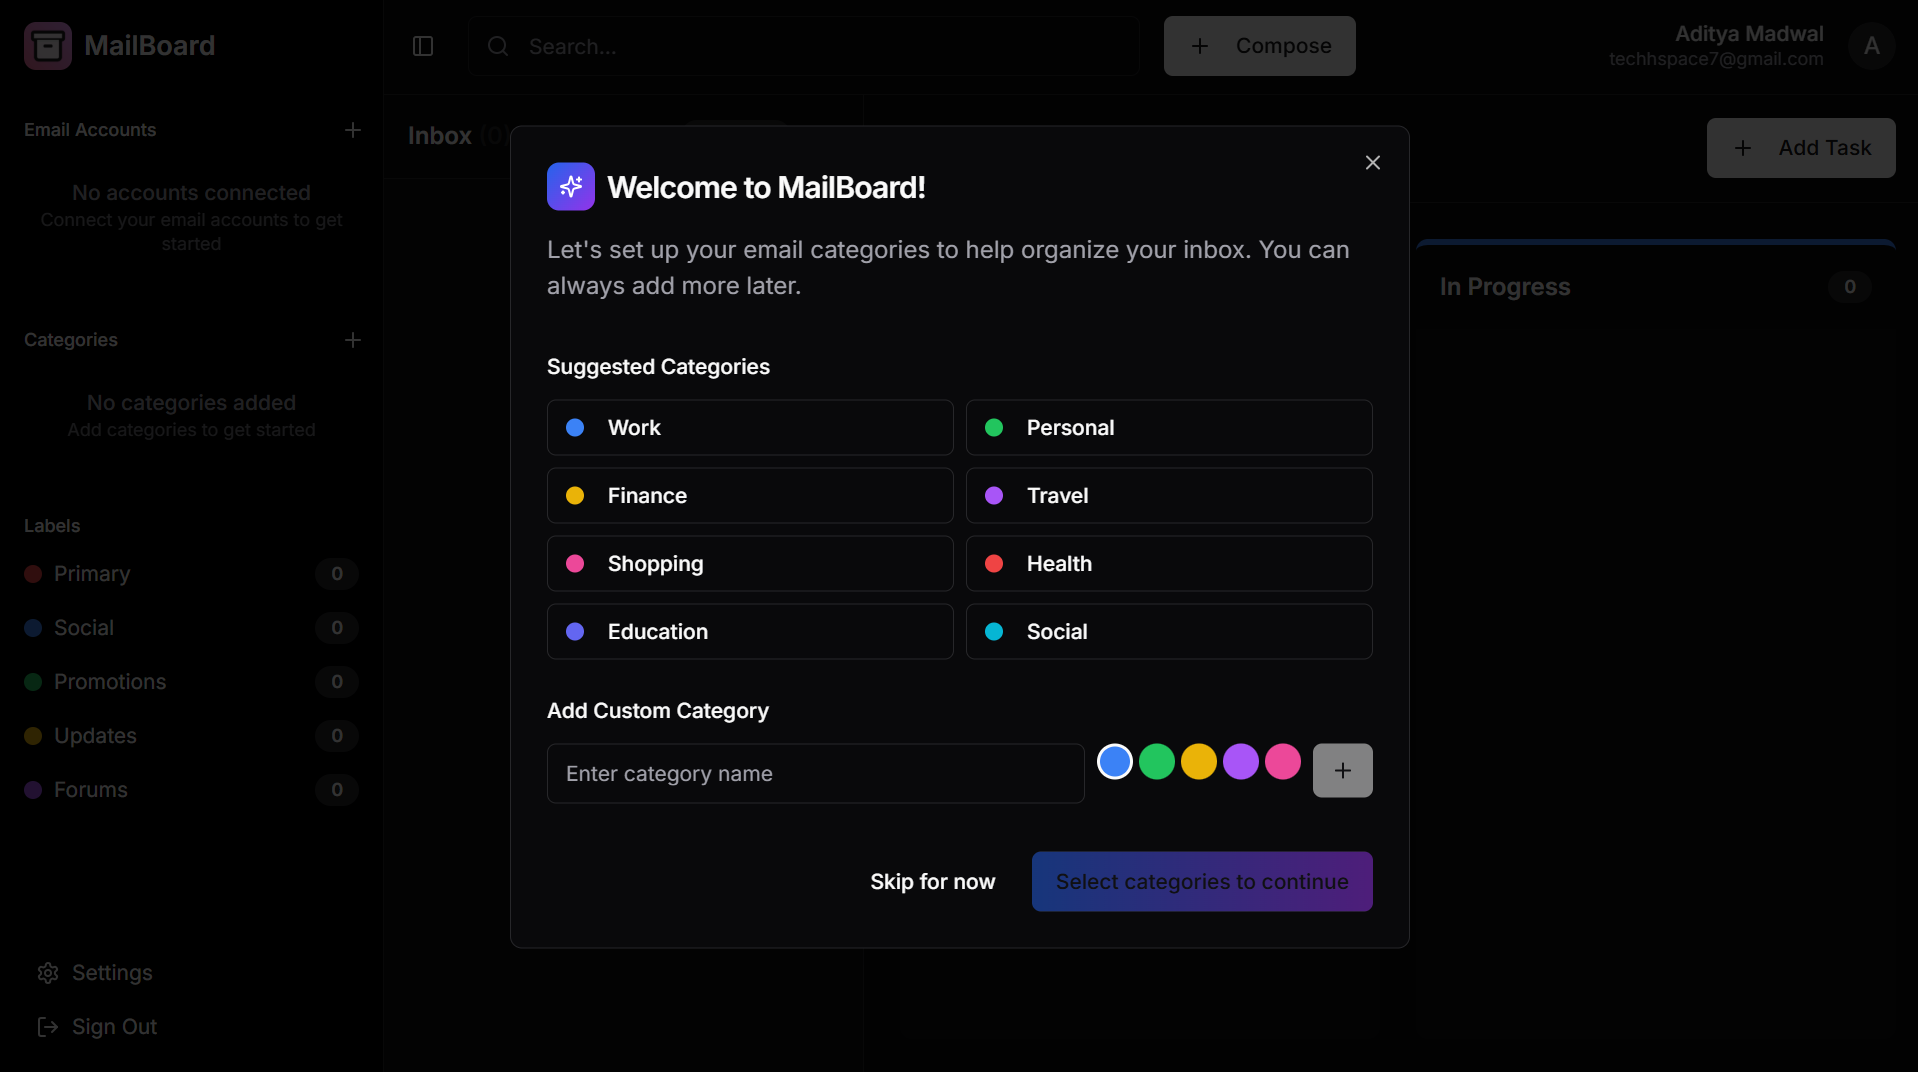 MailBoard
Search...
Compose
Aditya Madwal
techhspace7@gmail.com
A
Email Accounts
No accounts connected
Connect your email accounts to get
started
Categories
No categories added
Add categories to get started
Labels
Primary 0
Social 0
Promotions 0
Updates 0
Forums 0
Settings
Sign Out
Inbox (0)
Add Task
In Progress 0
Welcome to MailBoard!
Let's set up your email categories to help organize your inbox. You can
always add more later.
Suggested Categories
Work Personal
Finance Travel
Shopping Health
Education Social
Add Custom Category
Enter category name
Skip for now
Select categories to continue